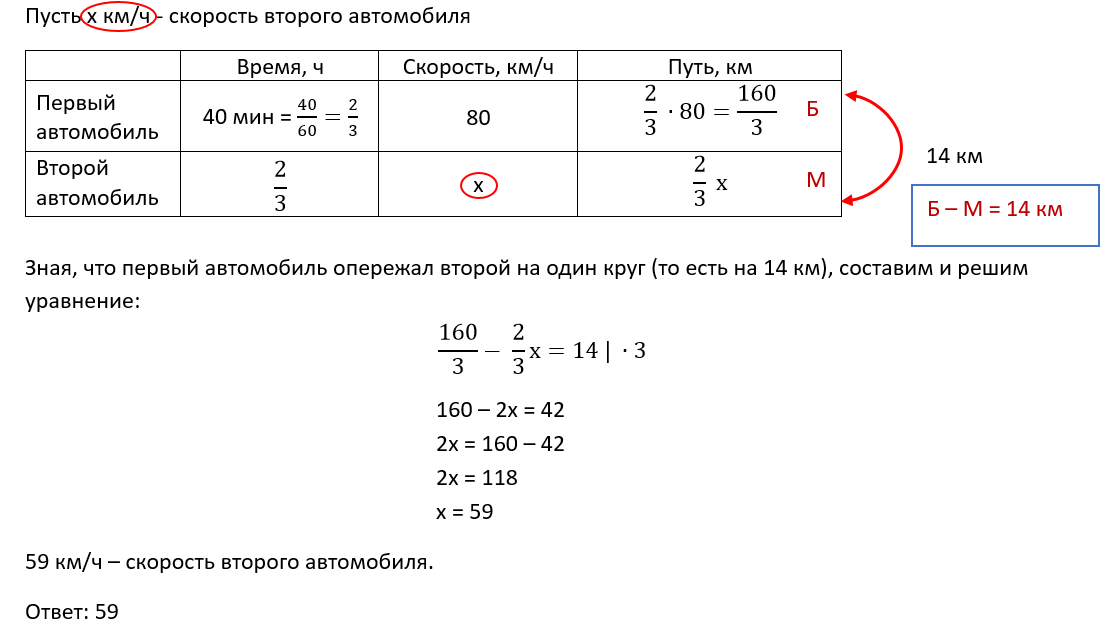 Пусть х км/ч - скорость второго автомобиля
Время, ч Скорость, км/ч Путь, км
Первый автомобиль 40 мин = 40/60 = 2/3 80 2/3 · 80 = 160/3 Б
14 км
Второй автомобиль 2/3 х 2/3 х М
Б – М = 14 км
Зная, что первый автомобиль опережал второй на один круг (то есть на 14 км), составим и решим
уравнение:
160/3 − 2/3 х = 14 | · 3
160 – 2х = 42
2х = 160 – 42
2х = 118
х = 59
59 км/ч – скорость второго автомобиля.
Ответ: 59